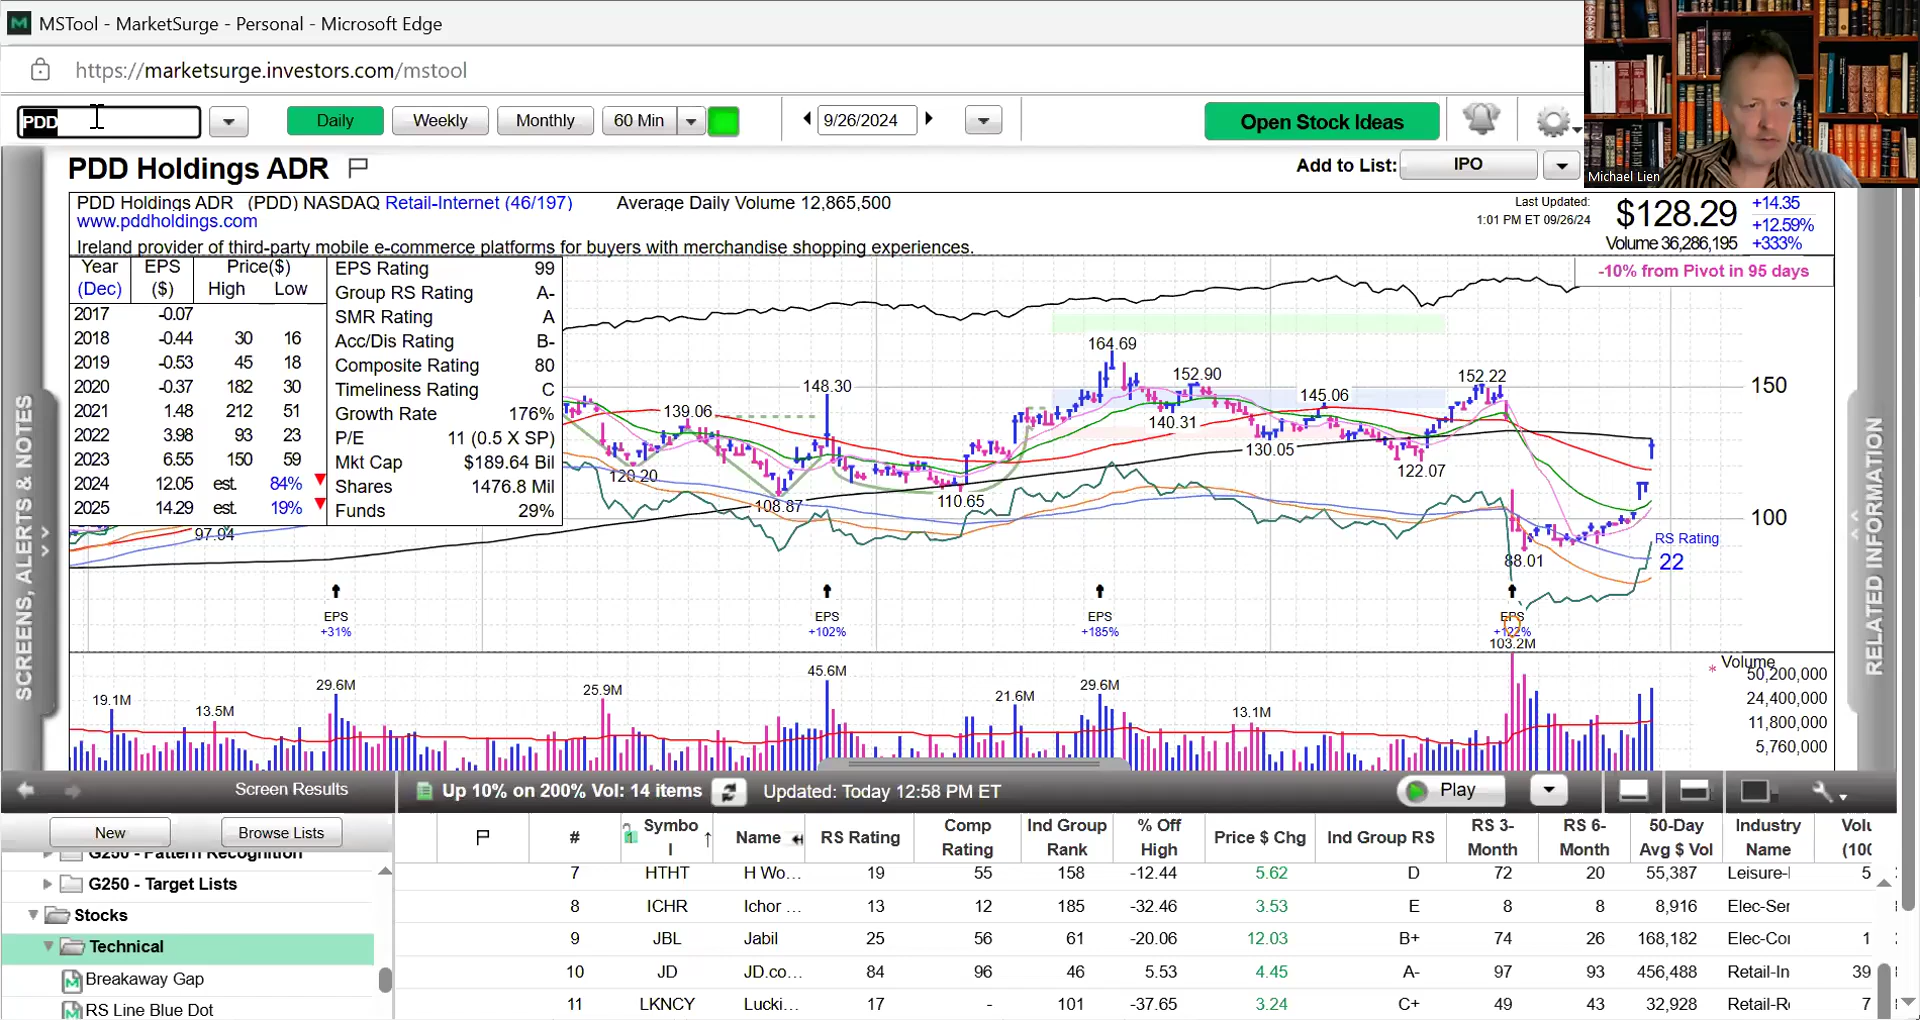 MSTool - MarketSurge - Personal - Microsoft Edge
https://marketsurge.investors.com/mstool
PDD
Daily
Weekly
Monthly
60 Min
9/26/2024
Open Stock Ideas
Michael Lien
PDD Holdings ADR
Add to List:
IPO
PDD Holdings ADR (PDD) NASDAQ Retail-Internet (46/197) Average Daily Volume 12,865,500
www.pddholdings.com
Ireland provider of third-party mobile e-commerce platforms for buyers with merchandise shopping experiences.
Last Updated:
1:01 PM ET 09/26/24
$128.29
+14.35
+12.59%
Volume 36,286,195 +333%
-10% from Pivot in 95 days
Year EPS Price($)
(Dec) ($) High Low
2017 -0.07
2018 -0.44 30 16
2019 -0.53 45 18
2020 -0.37 182 30
2021 1.48 212 51
2022 3.98 93 23
2023 6.55 150 59
2024 12.05 est. 84%
2025 14.29 est. 19%
EPS Rating 99
Group RS Rating A-
SMR Rating A
Acc/Dis Rating B-
Composite Rating 80
Timeliness Rating C
Growth Rate 176%
P/E 11 (0.5 X SP)
Mkt Cap $189.64 Bil
Shares 1476.8 Mil
Funds 29%
97.04
139.06
120.20
148.30
108.87
110.65
164.69
152.90
140.31
130.05
145.06
122.07
152.22
88.01
150
100
RS Rating
22
EPS
+31%
EPS
+102%
EPS
+185%
EPS
+122%
103.2M
19.1M
13.5M
29.6M
25.9M
45.6M
21.6M
29.6M
13.1M
Volume
50,200,000
24,400,000
11,800,000
5,760,000
SCREENS, ALERTS & NOTES
RELATED INFORMATION
Screen Results
Up 10% on 200% Vol: 14 items
Updated: Today 12:58 PM ET
Play
New
Browse Lists
G250 - Pattern Recognition
G250 - Target Lists
Stocks
Technical
Breakaway Gap
RS Line Blue Dot
# Symbo l Name RS Rating Comp Rating Ind Group Rank % Off High Price $ Chg Ind Group RS RS 3-Month RS 6-Month 50-Day Avg $ Vol Industry Name Volu (100
7 HTHT H Wo... 19 55 158 -12.44 5.62 D 72 20 55,387 Leisure- 5
8 ICHR Ichor ... 13 12 185 -32.46 3.53 E 8 8 8,916 Elec-Ser
9 JBL Jabil 25 56 61 -20.06 12.03 B+ 74 26 168,182 Elec-Co 1
10 JD JD.co... 84 96 46 5.53 4.45 A- 97 93 456,488 Retail-In 39
11 LKNCY Lucki... 17 - 101 -37.65 3.24 C+ 49 43 32,928 Retail-R 7